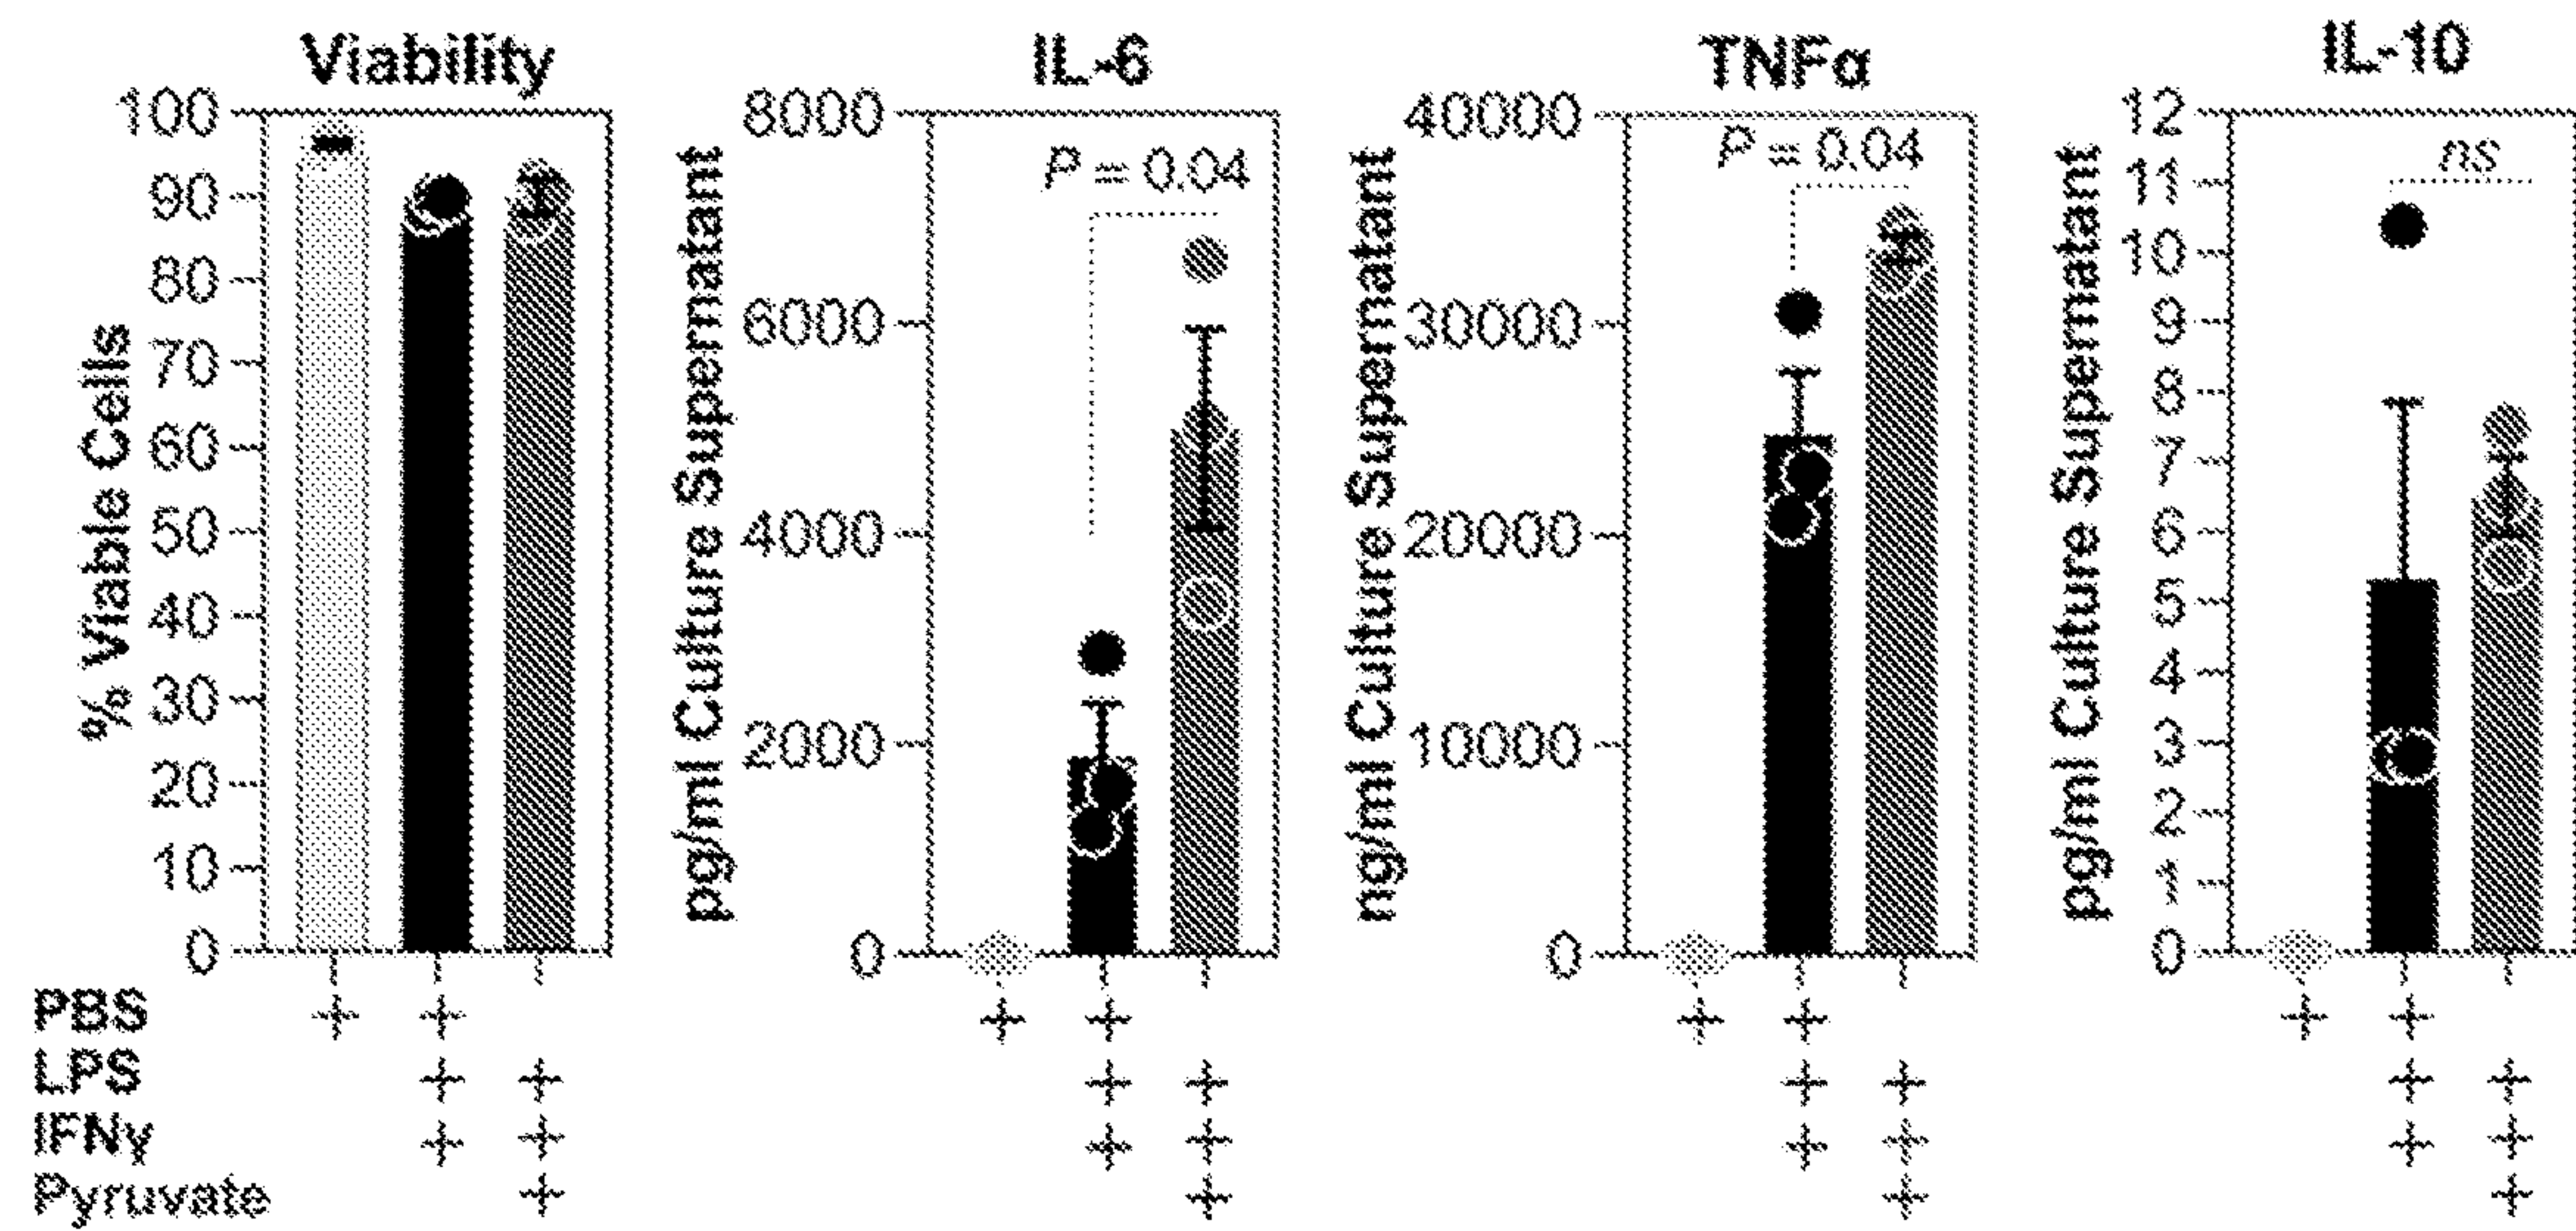 Viability
% Viable Cells
100
90
80
70
60
50
40
30
20
10
0
IL-6
pg/ml Culture Supernatant
8000
6000
4000
2000
0
P = 0.04
TNFα
ng/ml Culture Supernatant
40000
30000
20000
10000
0
P = 0.04
IL-10
pg/ml Culture Supernatant
12
11
10
9
8
7
6
5
4
3
2
1
0
ns
PBS + + + + + + + +
LPS + + + + + + + +
IFNγ + + + + + + + +
Pyruvate + + + +